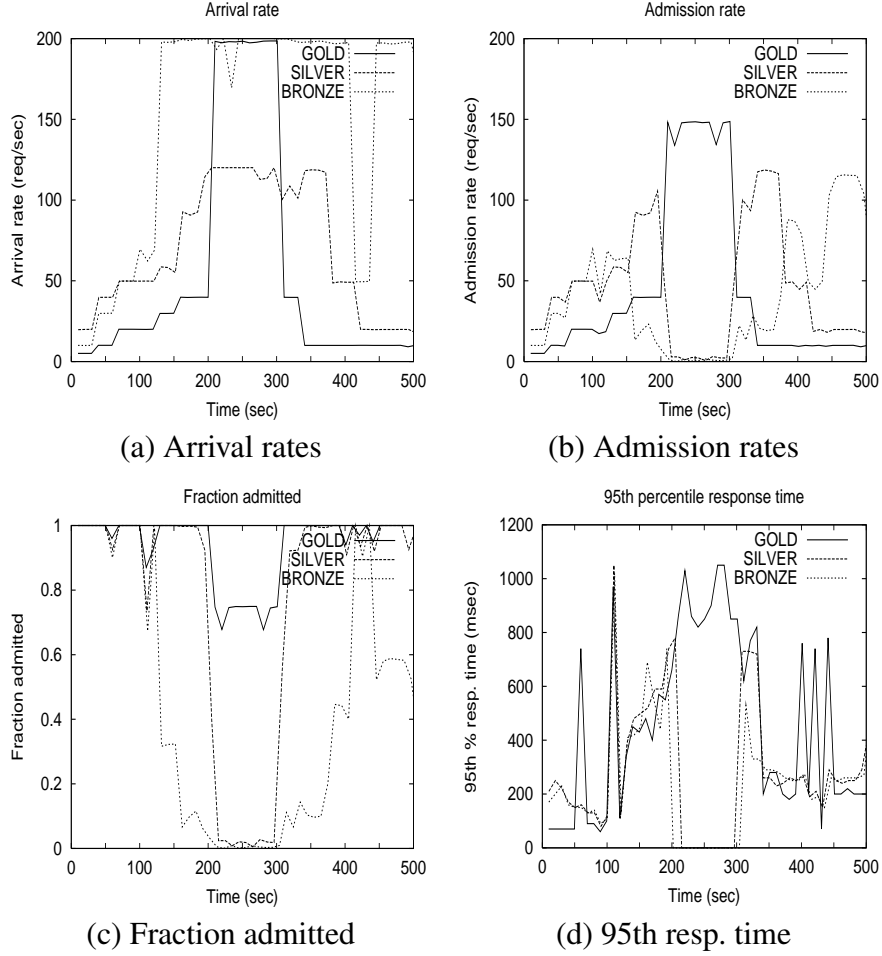 Arrival rate
GOLD
SILVER
BRONZE
200
150
100
50
0
Arrival rate (req/sec)
0 100 200 300 400 500
Time (sec)
(a) Arrival rates
Admission rate
GOLD
SILVER
BRONZE
200
150
100
50
0
Admission rate (req/sec)
0 100 200 300 400 500
Time (sec)
(b) Admission rates
Fraction admitted
GOLD
SILVER
BRONZE
1
0.8
0.6
0.4
0.2
0
Fraction admitted
0 100 200 300 400 500
Time (sec)
(c) Fraction admitted
95th percentile response time
GOLD
SILVER
BRONZE
1200
1000
800
600
400
200
0
95th % resp. time (msec)
0 100 200 300 400 500
Time (sec)
(d) 95th resp. time